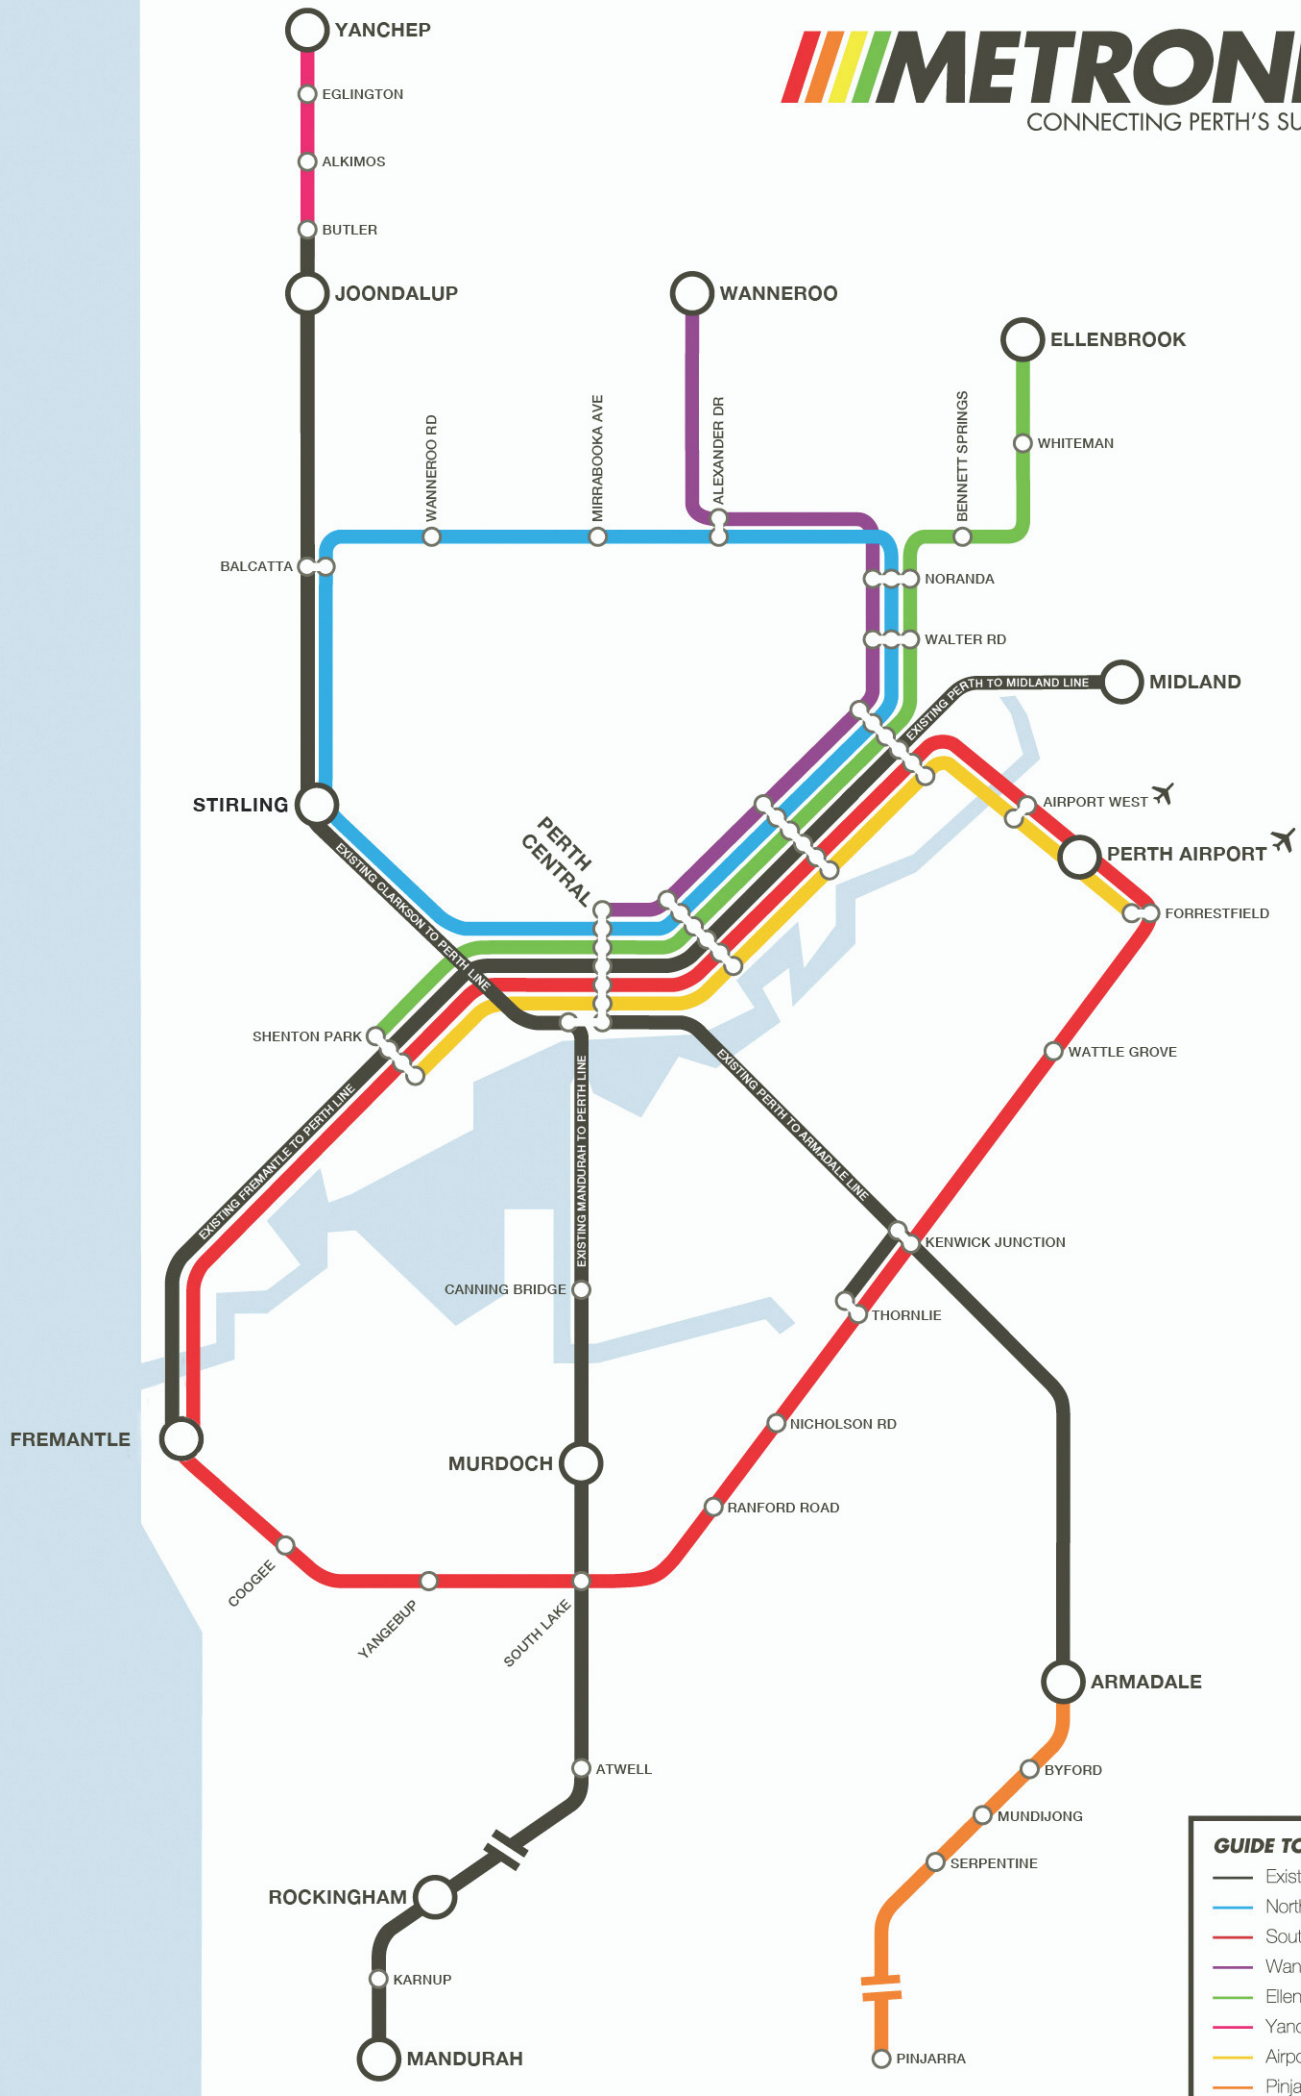 YANCHEP
METRON
CONNECTING PERTH'S SU
EGLINGTON
ALKIMOS
BUTLER
JOONDALUP
WANNEROO
ELLENBROOK
WANNEROO RD
MIRRABOOKA AVE
ALEXANDER DR
BENNETT SPRINGS
WHITEMAN
BALCATTA
NORANDA
WALTER RD
EXISTING PERTH TO MIDLAND LINE
MIDLAND
STIRLING
AIRPORT WEST
PERTH
CENTRAL
PERTH AIRPORT
EXISTING CLARKSON TO PERTH LINE
FORRESTFIELD
SHENTON PARK
WATTLE GROVE
EXISTING FREMANTLE TO PERTH LINE
EXISTING MANDURAH TO PERTH LINE
EXISTING PERTH TO ARMADALE LINE
KENWICK JUNCTION
CANNING BRIDGE
THORNLIE
NICHOLSON RD
FREMANTLE
MURDOCH
RANFORD ROAD
COOGEE
YANGEBUP
SOUTH LAKE
ARMADALE
ATWELL
BYFORD
MUNDIJONG
SERPENTINE
ROCKINGHAM
KARNUP
MANDURAH
PINJARRA
GUIDE TO
Exist
North
Sout
Wan
Ellen
Yanc
Airpo
Pinja